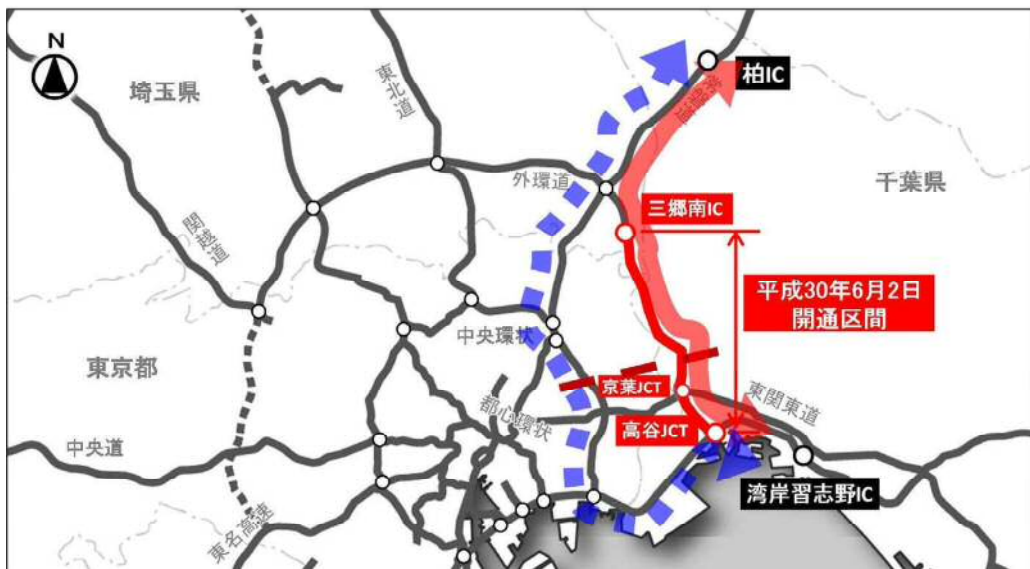 N
埼玉県
東北道
常磐道
柏IC
外環道
千葉県
三郷南IC
関越道
平成30年6月2日
開通区間
中央環状
東京都
京葉JCT
東関東道
都心環状
高谷JCT
中央道
湾岸習志野IC
東名高速